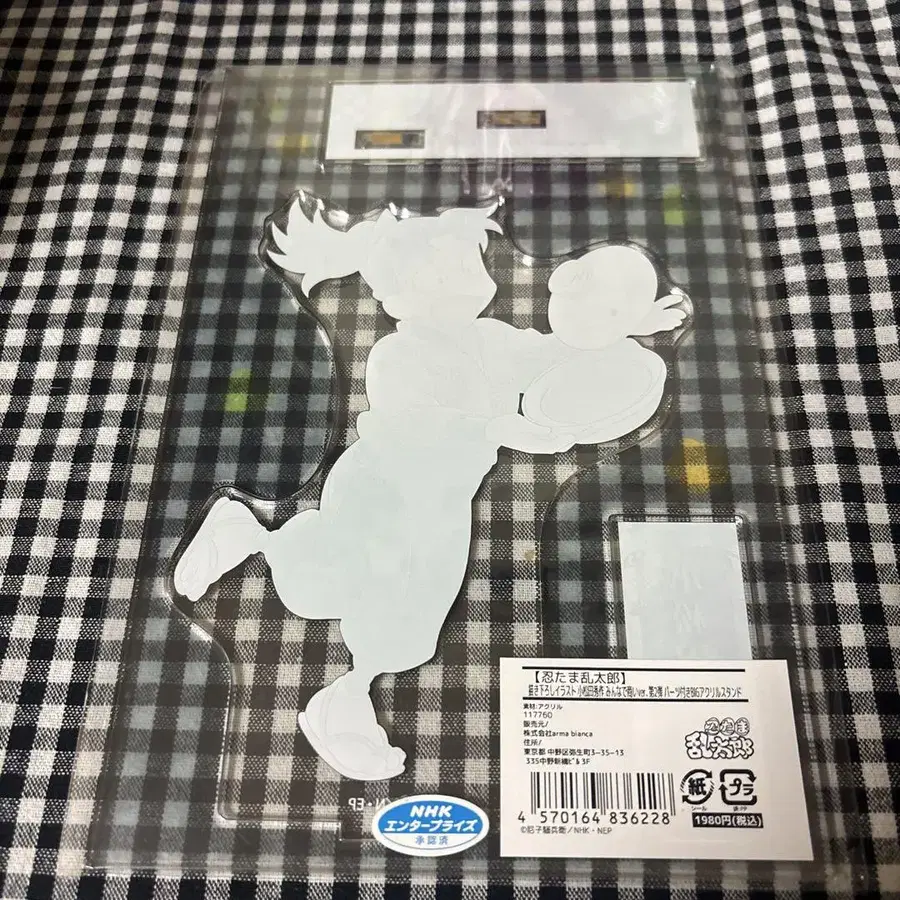 【忍たま乱太郎】
描き下ろしイラスト 小松田秀作 みんなで戦いver. 第2弾 パーツ付きBIGアクリルスタンド
素材:アクリル
117760
販売元/
株式会社arma bianca
住所/
東京都 中野区弥生町3-35-13
335中野新橋ﾋﾞﾙ3F
忍たま
乱太郎
紙
シール
プラ
袋:PP
4 570164 836228
1980円(税込)
©尼子騒兵衛/NHK・NEP
NHK
エンタープライズ
承認済